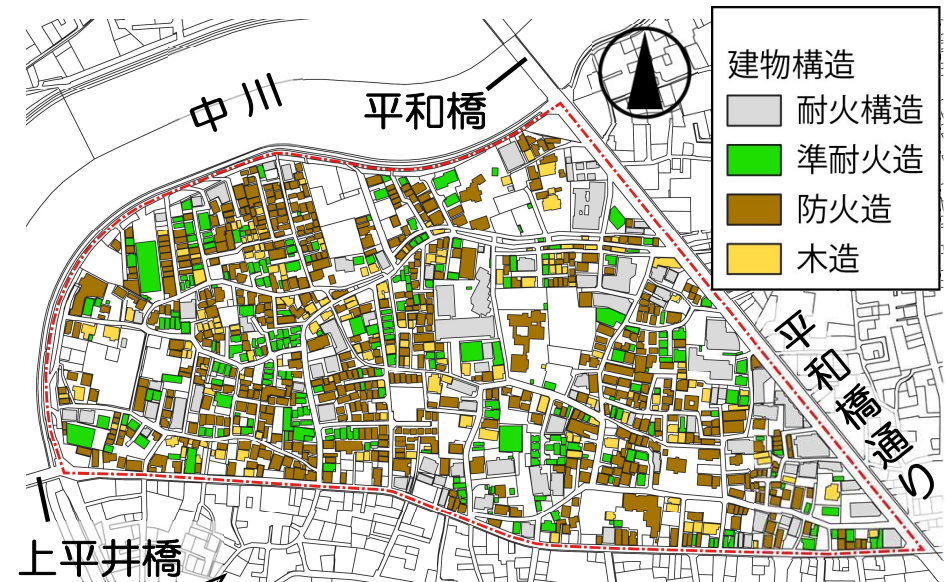 中川
平和橋
建物構造
耐火構造
準耐火造
防火造
木造
平和橋通り
上平井橋